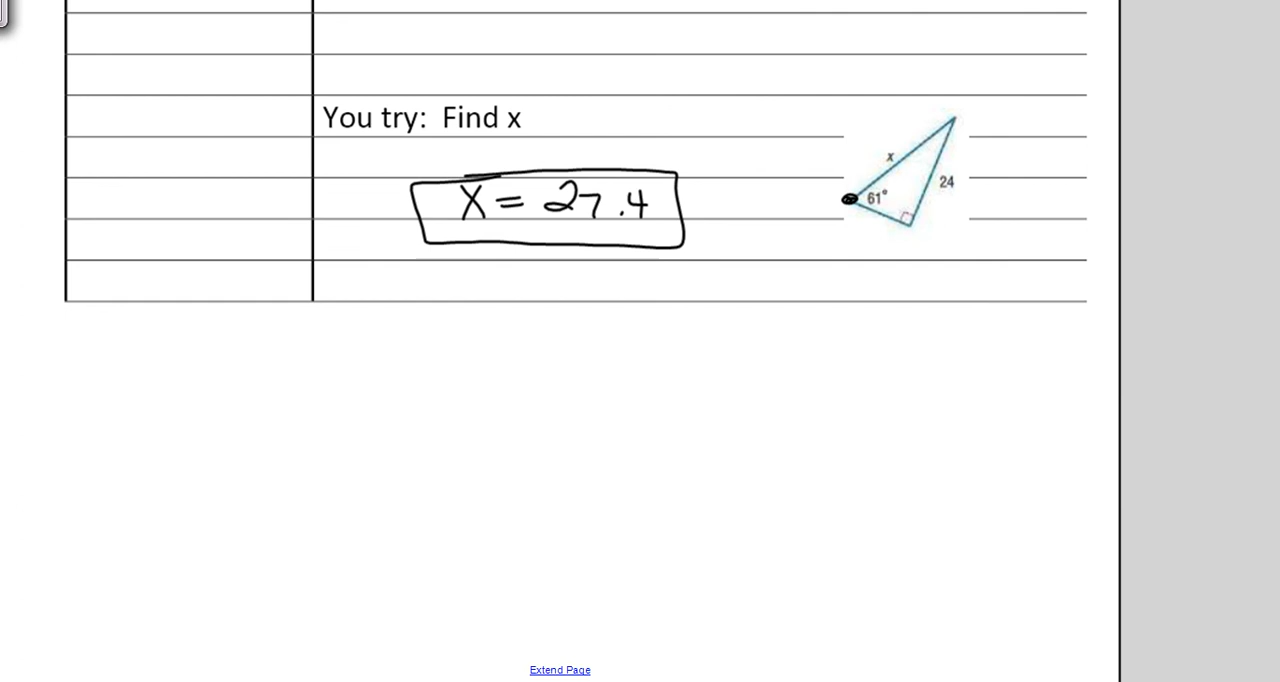 You try: Find x
x
61°
24
X = 27.4
Extend Page